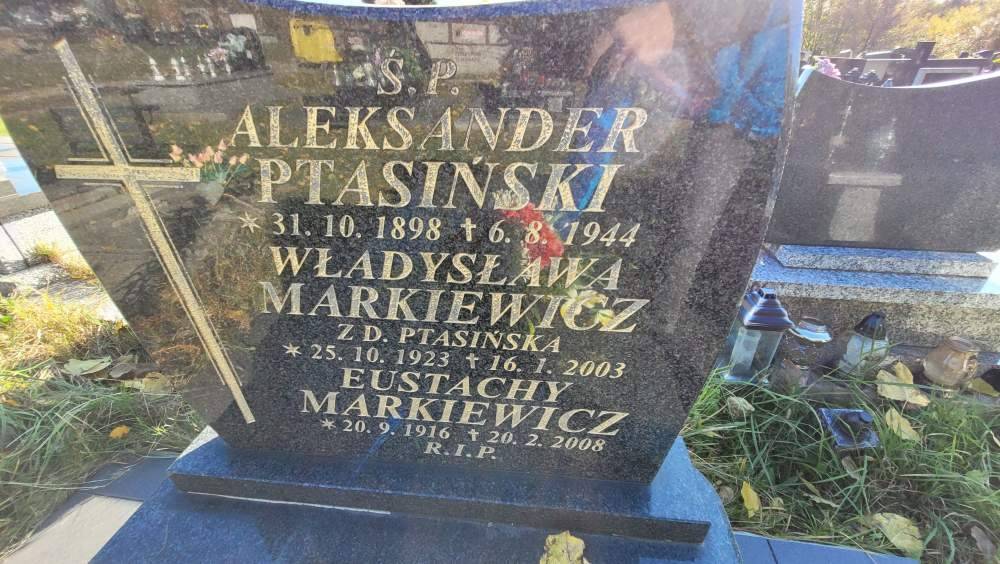 Ś.P.
ALEKSANDER
PTASIŃSKI
* 31. 10. 1898 ✝ 6. 8. 1944
WŁADYSŁAWA
MARKIEWICZ
Z D. PTASIŃSKA
* 25. 10. 1923 ✝ 16. 1. 2003
EUSTACHY
MARKIEWICZ
* 20. 9. 1916 ✝ 20. 2. 2008
R.I.P.